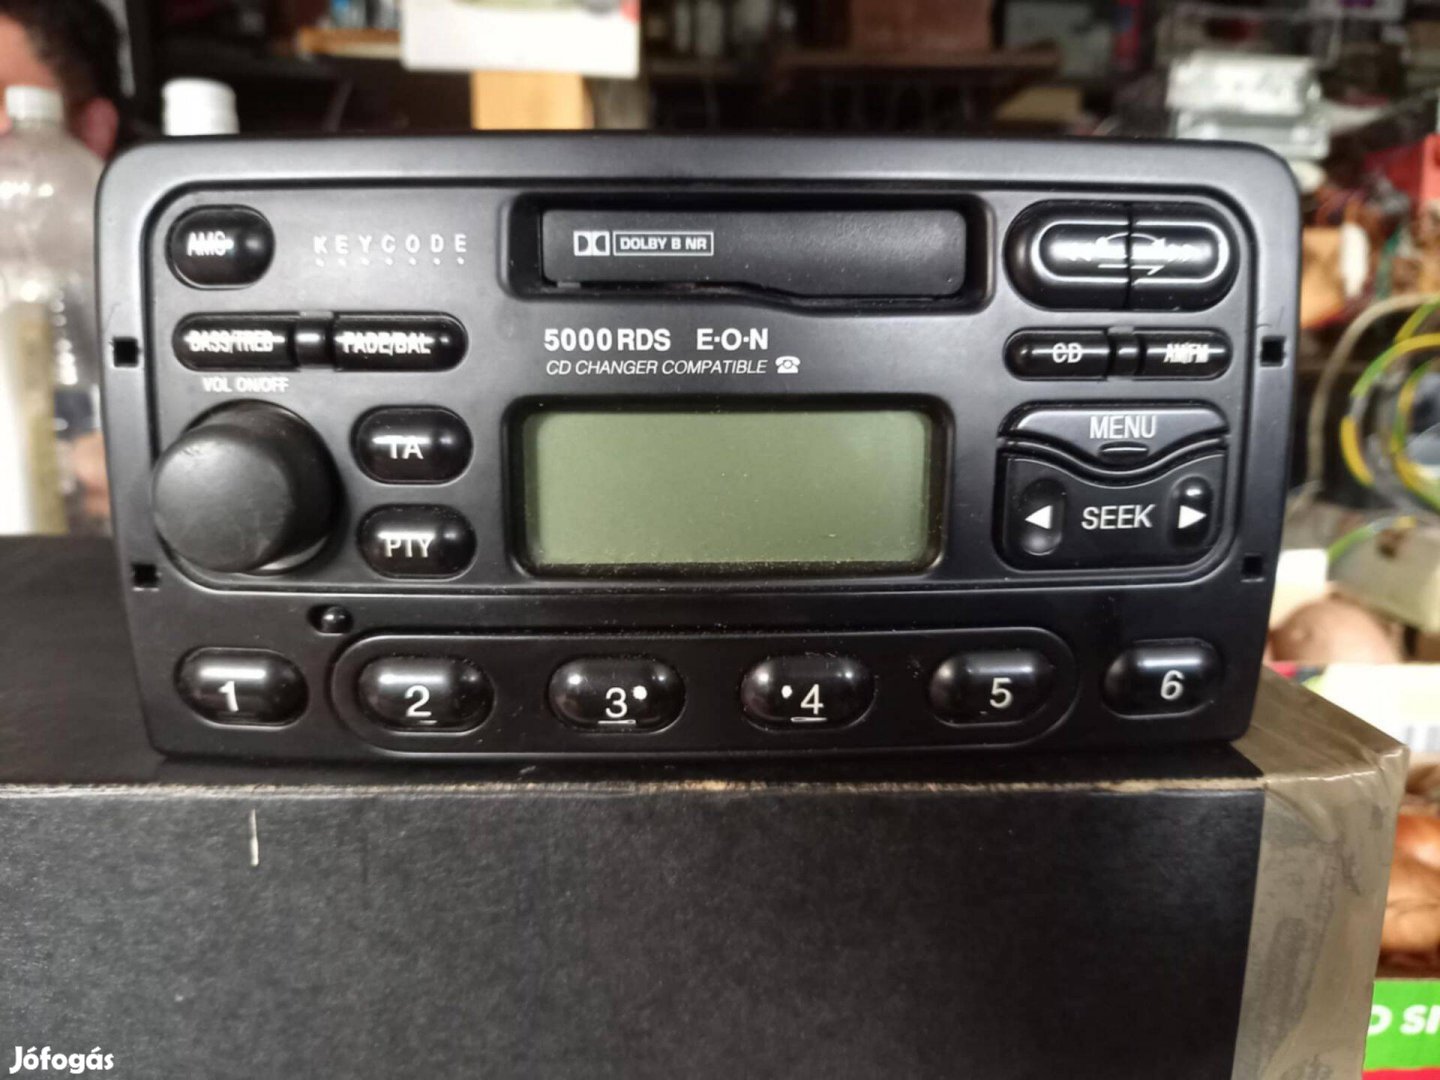 AMS
KEYCODE
DOLBY B NR
BASS/TREB
FADE/BAL
5000 RDS E·O·N
CD CHANGER COMPATIBLE
CD
AM/FM
VOL ON/OFF
MENU
TA
SEEK
PTY
1
2
3
4
5
6
Jófogás